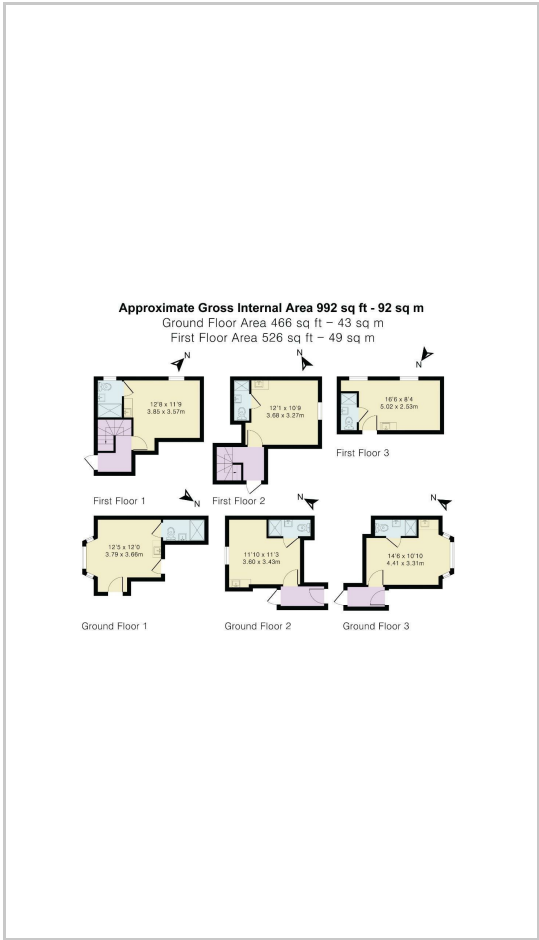 Approximate Gross Internal Area 992 sq ft - 92 sq m
Ground Floor Area 466 sq ft – 43 sq m
First Floor Area 526 sq ft – 49 sq m
N
12'8 x 11'9
3.85 x 3.57m
First Floor 1
N
12'1 x 10'9
3.68 x 3.27m
First Floor 2
N
16'6 x 8'4
5.02 x 2.53m
First Floor 3
N
12'5 x 12'0
3.79 x 3.66m
Ground Floor 1
N
11'10 x 11'3
3.60 x 3.43m
Ground Floor 2
N
14'6 x 10'10
4.41 x 3.31m
Ground Floor 3